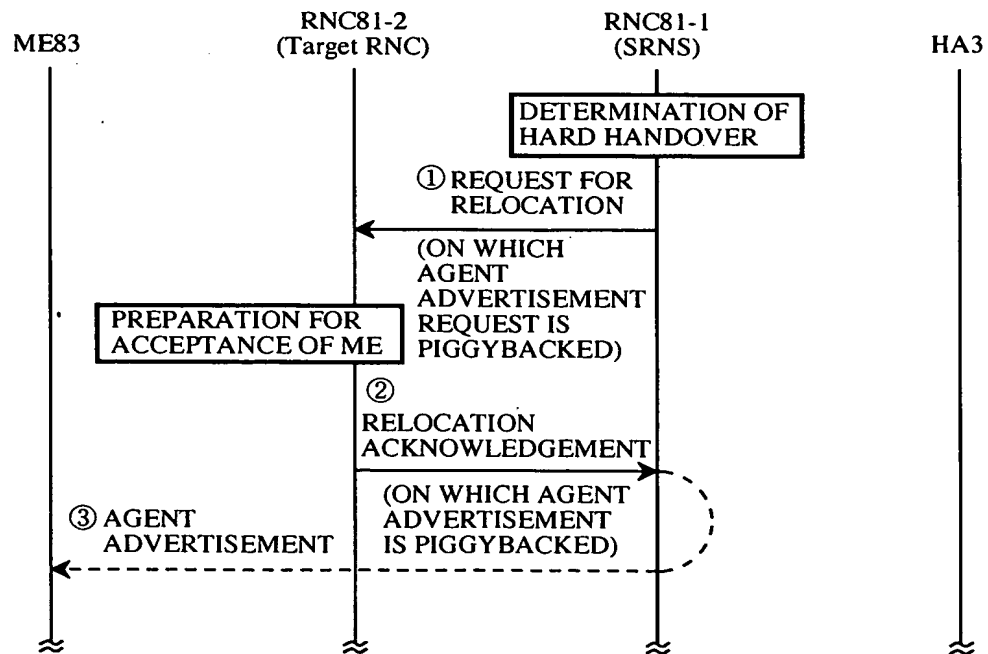 ME83
RNC81-2
(Target RNC)
RNC81-1
(SRNS)
HA3
DETERMINATION OF
HARD HANDOVER
① REQUEST FOR
RELOCATION
(ON WHICH
AGENT
ADVERTISEMENT
REQUEST IS
PIGGYBACKED)
PREPARATION FOR
ACCEPTANCE OF ME
②
RELOCATION
ACKNOWLEDGEMENT
(ON WHICH AGENT
ADVERTISEMENT
IS PIGGYBACKED)
③ AGENT
ADVERTISEMENT